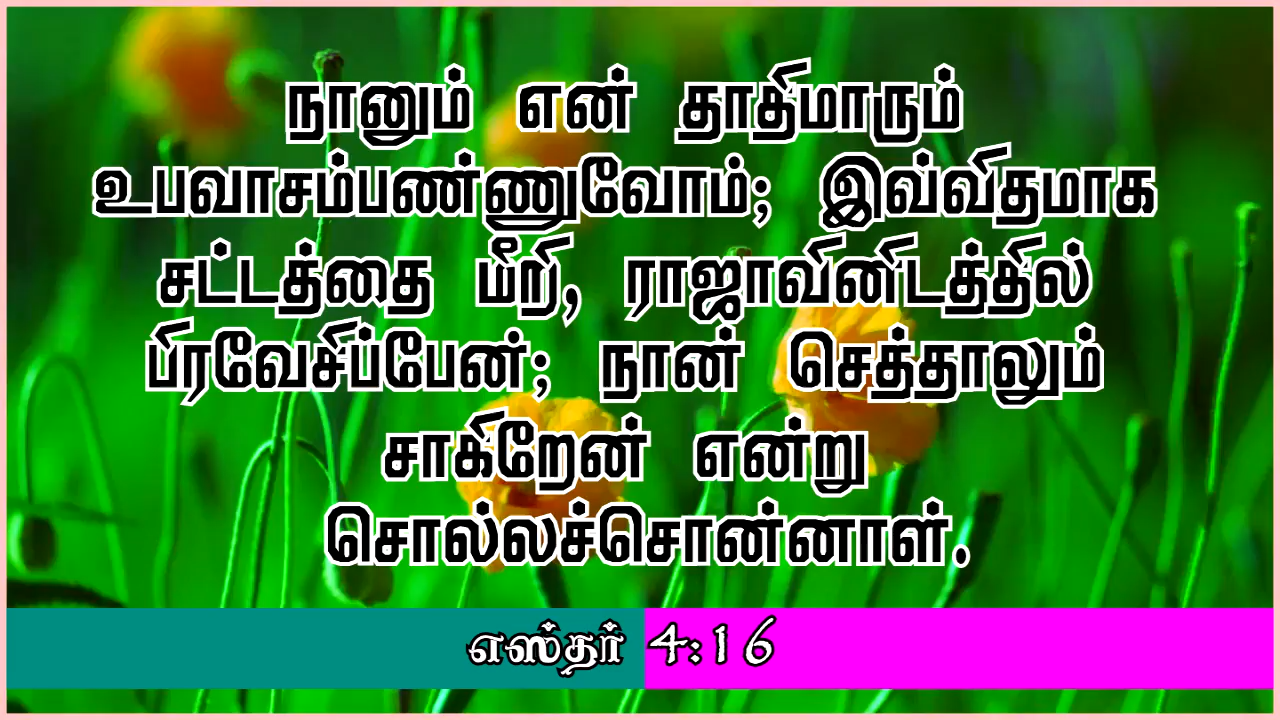 நானும் என் தாதிமாரும்
உபவாசம்பண்ணுவோம்; இவ்விதமாக
சட்டத்தை மீறி, ராஜாவினிடத்தில்
பிரவேசிப்பேன்; நான் செத்தாலும்
சாகிறேன் என்று
சொல்லச்சொன்னாள்.
எஸ்தர் 4:16